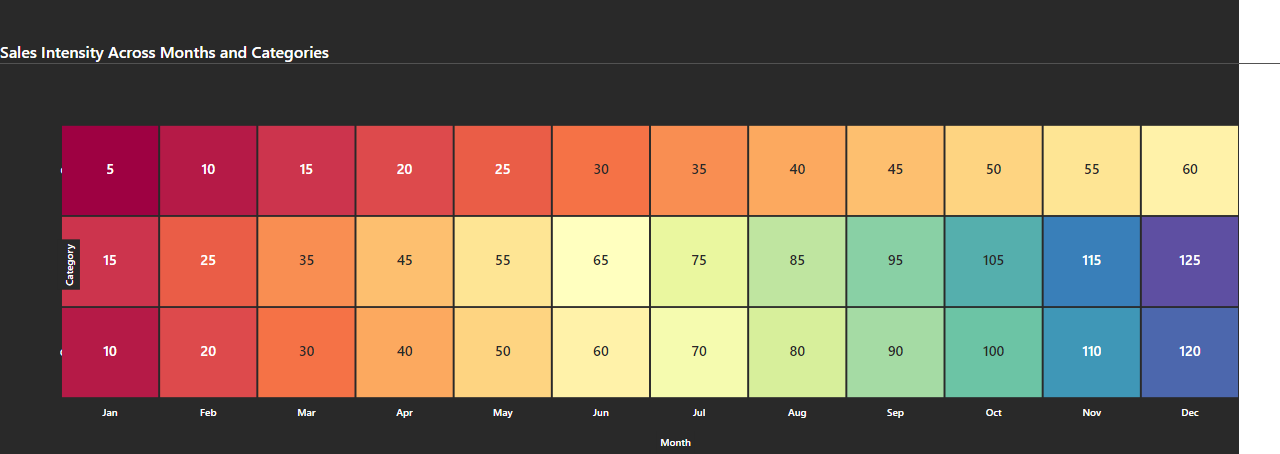 Sales Intensity Across Months and Categories
5 10 15 20 25 30 35 40 45 50 55 60
Category
15 25 35 45 55 65 75 85 95 105 115 125
10 20 30 40 50 60 70 80 90 100 110 120
Jan Feb Mar Apr May Jun Jul Aug Sep Oct Nov Dec
Month